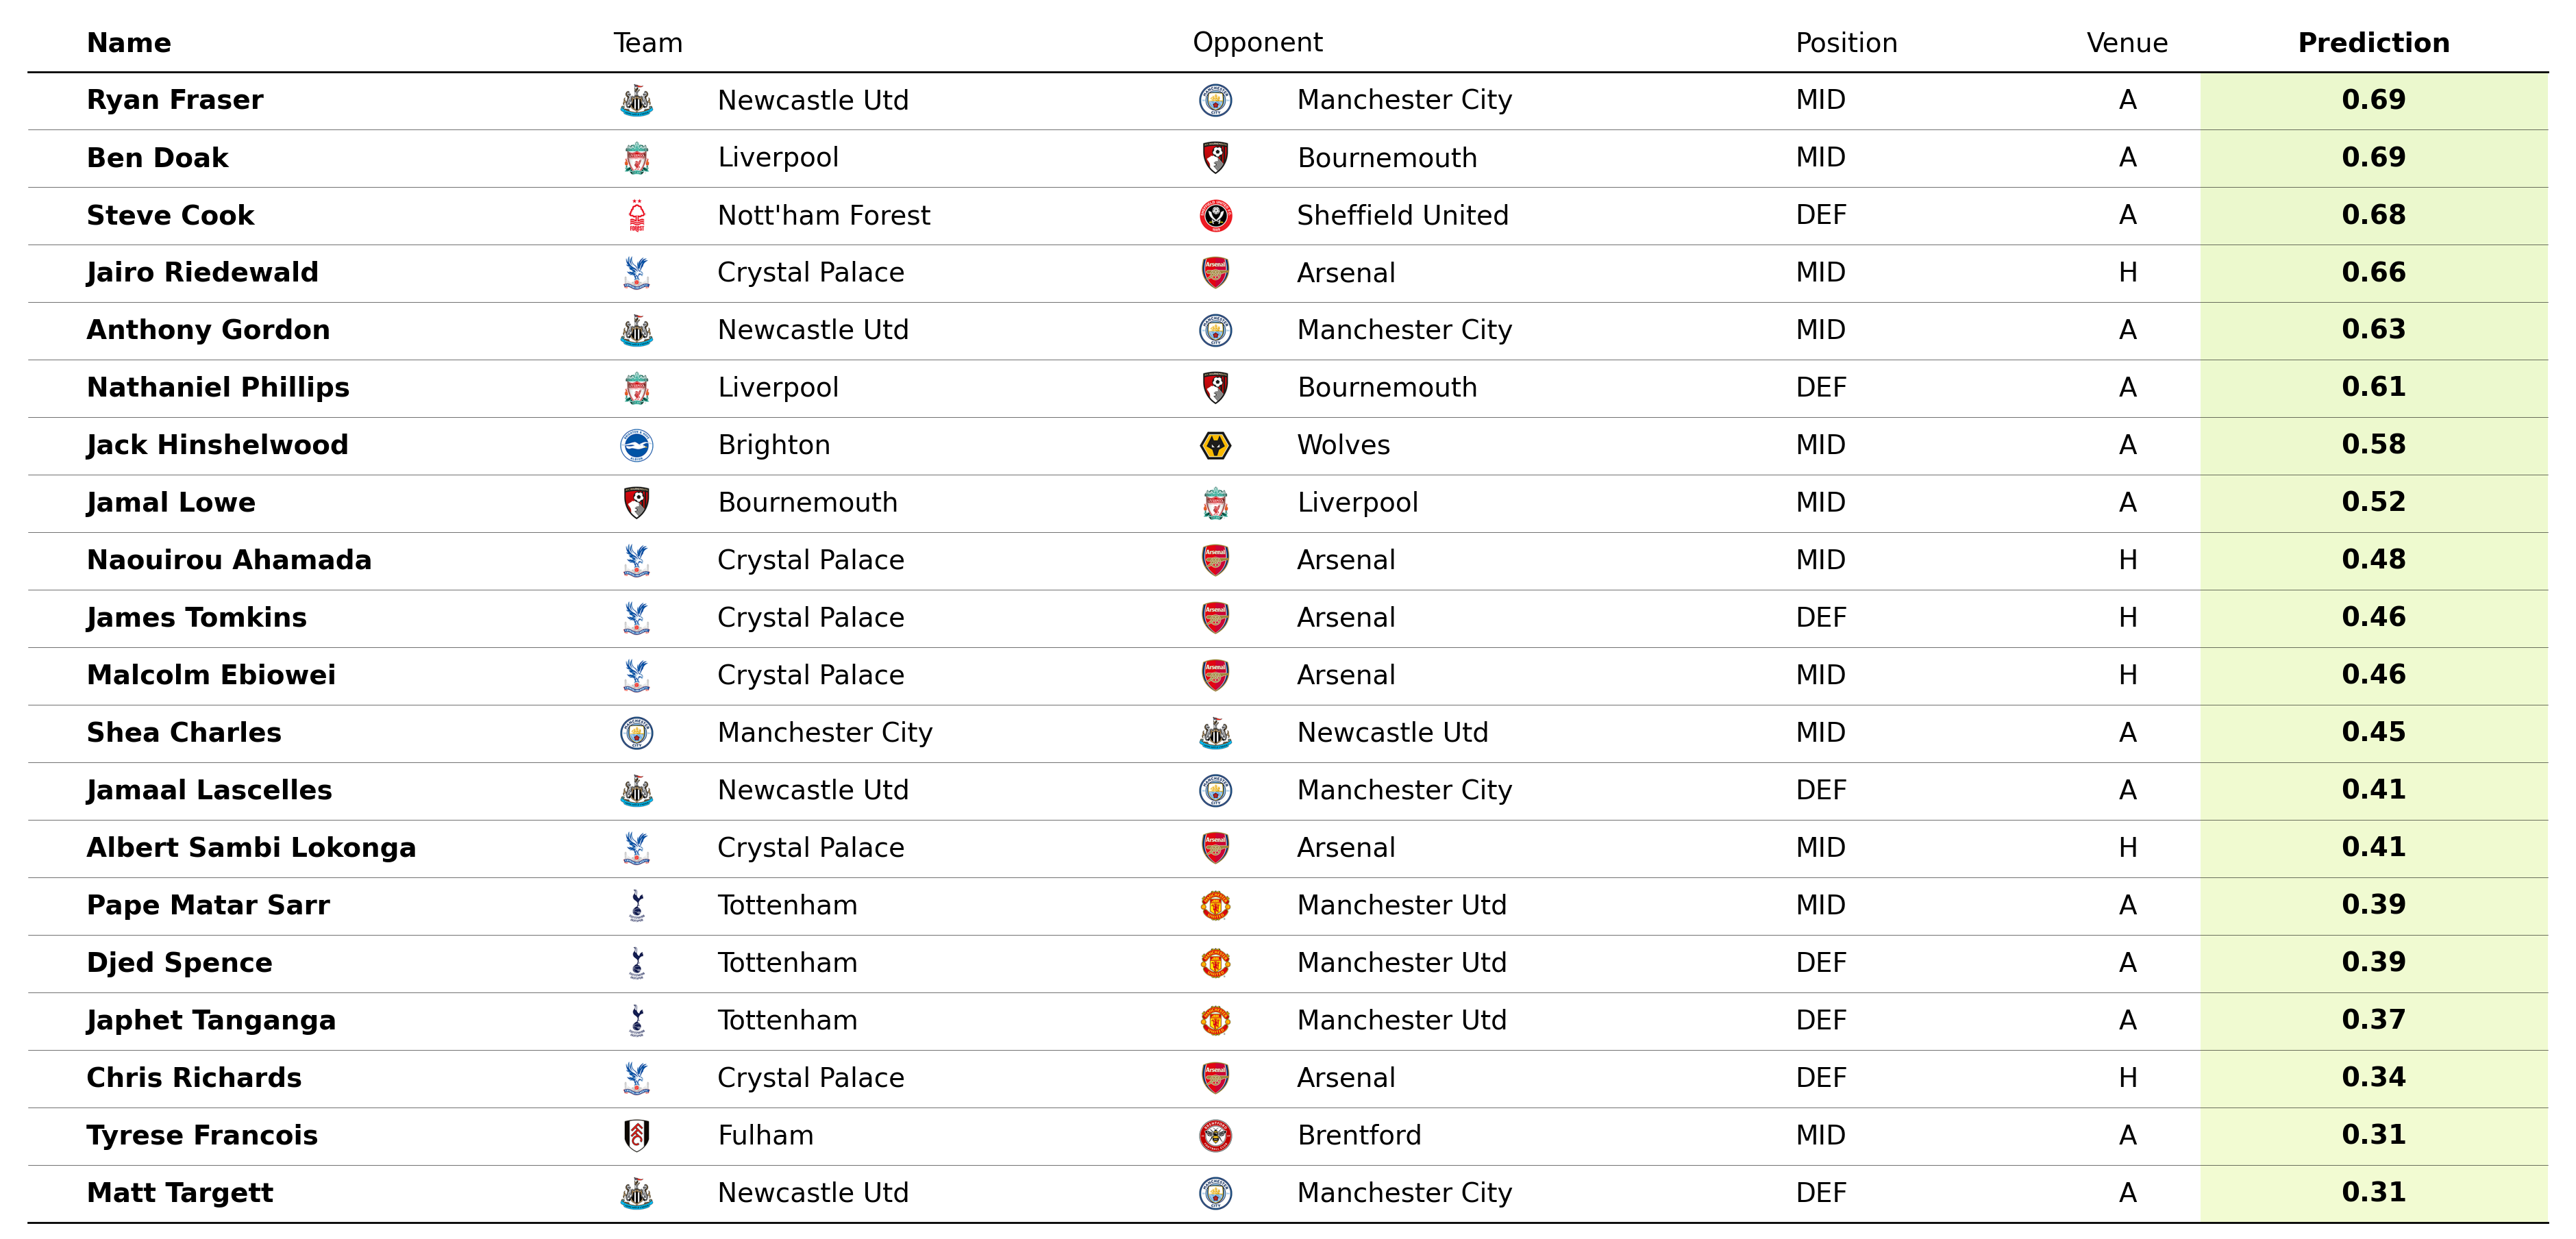 Name Team Opponent Position Venue Prediction
Ryan Fraser Newcastle Utd Manchester City MID A 0.69
Ben Doak Liverpool Bournemouth MID A 0.69
Steve Cook Nott'ham Forest Sheffield United DEF A 0.68
Jairo Riedewald Crystal Palace Arsenal MID H 0.66
Anthony Gordon Newcastle Utd Manchester City MID A 0.63
Nathaniel Phillips Liverpool Bournemouth DEF A 0.61
Jack Hinshelwood Brighton Wolves MID A 0.58
Jamal Lowe Bournemouth Liverpool MID A 0.52
Naouirou Ahamada Crystal Palace Arsenal MID H 0.48
James Tomkins Crystal Palace Arsenal DEF H 0.46
Malcolm Ebiowei Crystal Palace Arsenal MID H 0.46
Shea Charles Manchester City Newcastle Utd MID A 0.45
Jamaal Lascelles Newcastle Utd Manchester City DEF A 0.41
Albert Sambi Lokonga Crystal Palace Arsenal MID H 0.41
Pape Matar Sarr Tottenham Manchester Utd MID A 0.39
Djed Spence Tottenham Manchester Utd DEF A 0.39
Japhet Tanganga Tottenham Manchester Utd DEF A 0.37
Chris Richards Crystal Palace Arsenal DEF H 0.34
Tyrese Francois Fulham Brentford MID A 0.31
Matt Targett Newcastle Utd Manchester City DEF A 0.31